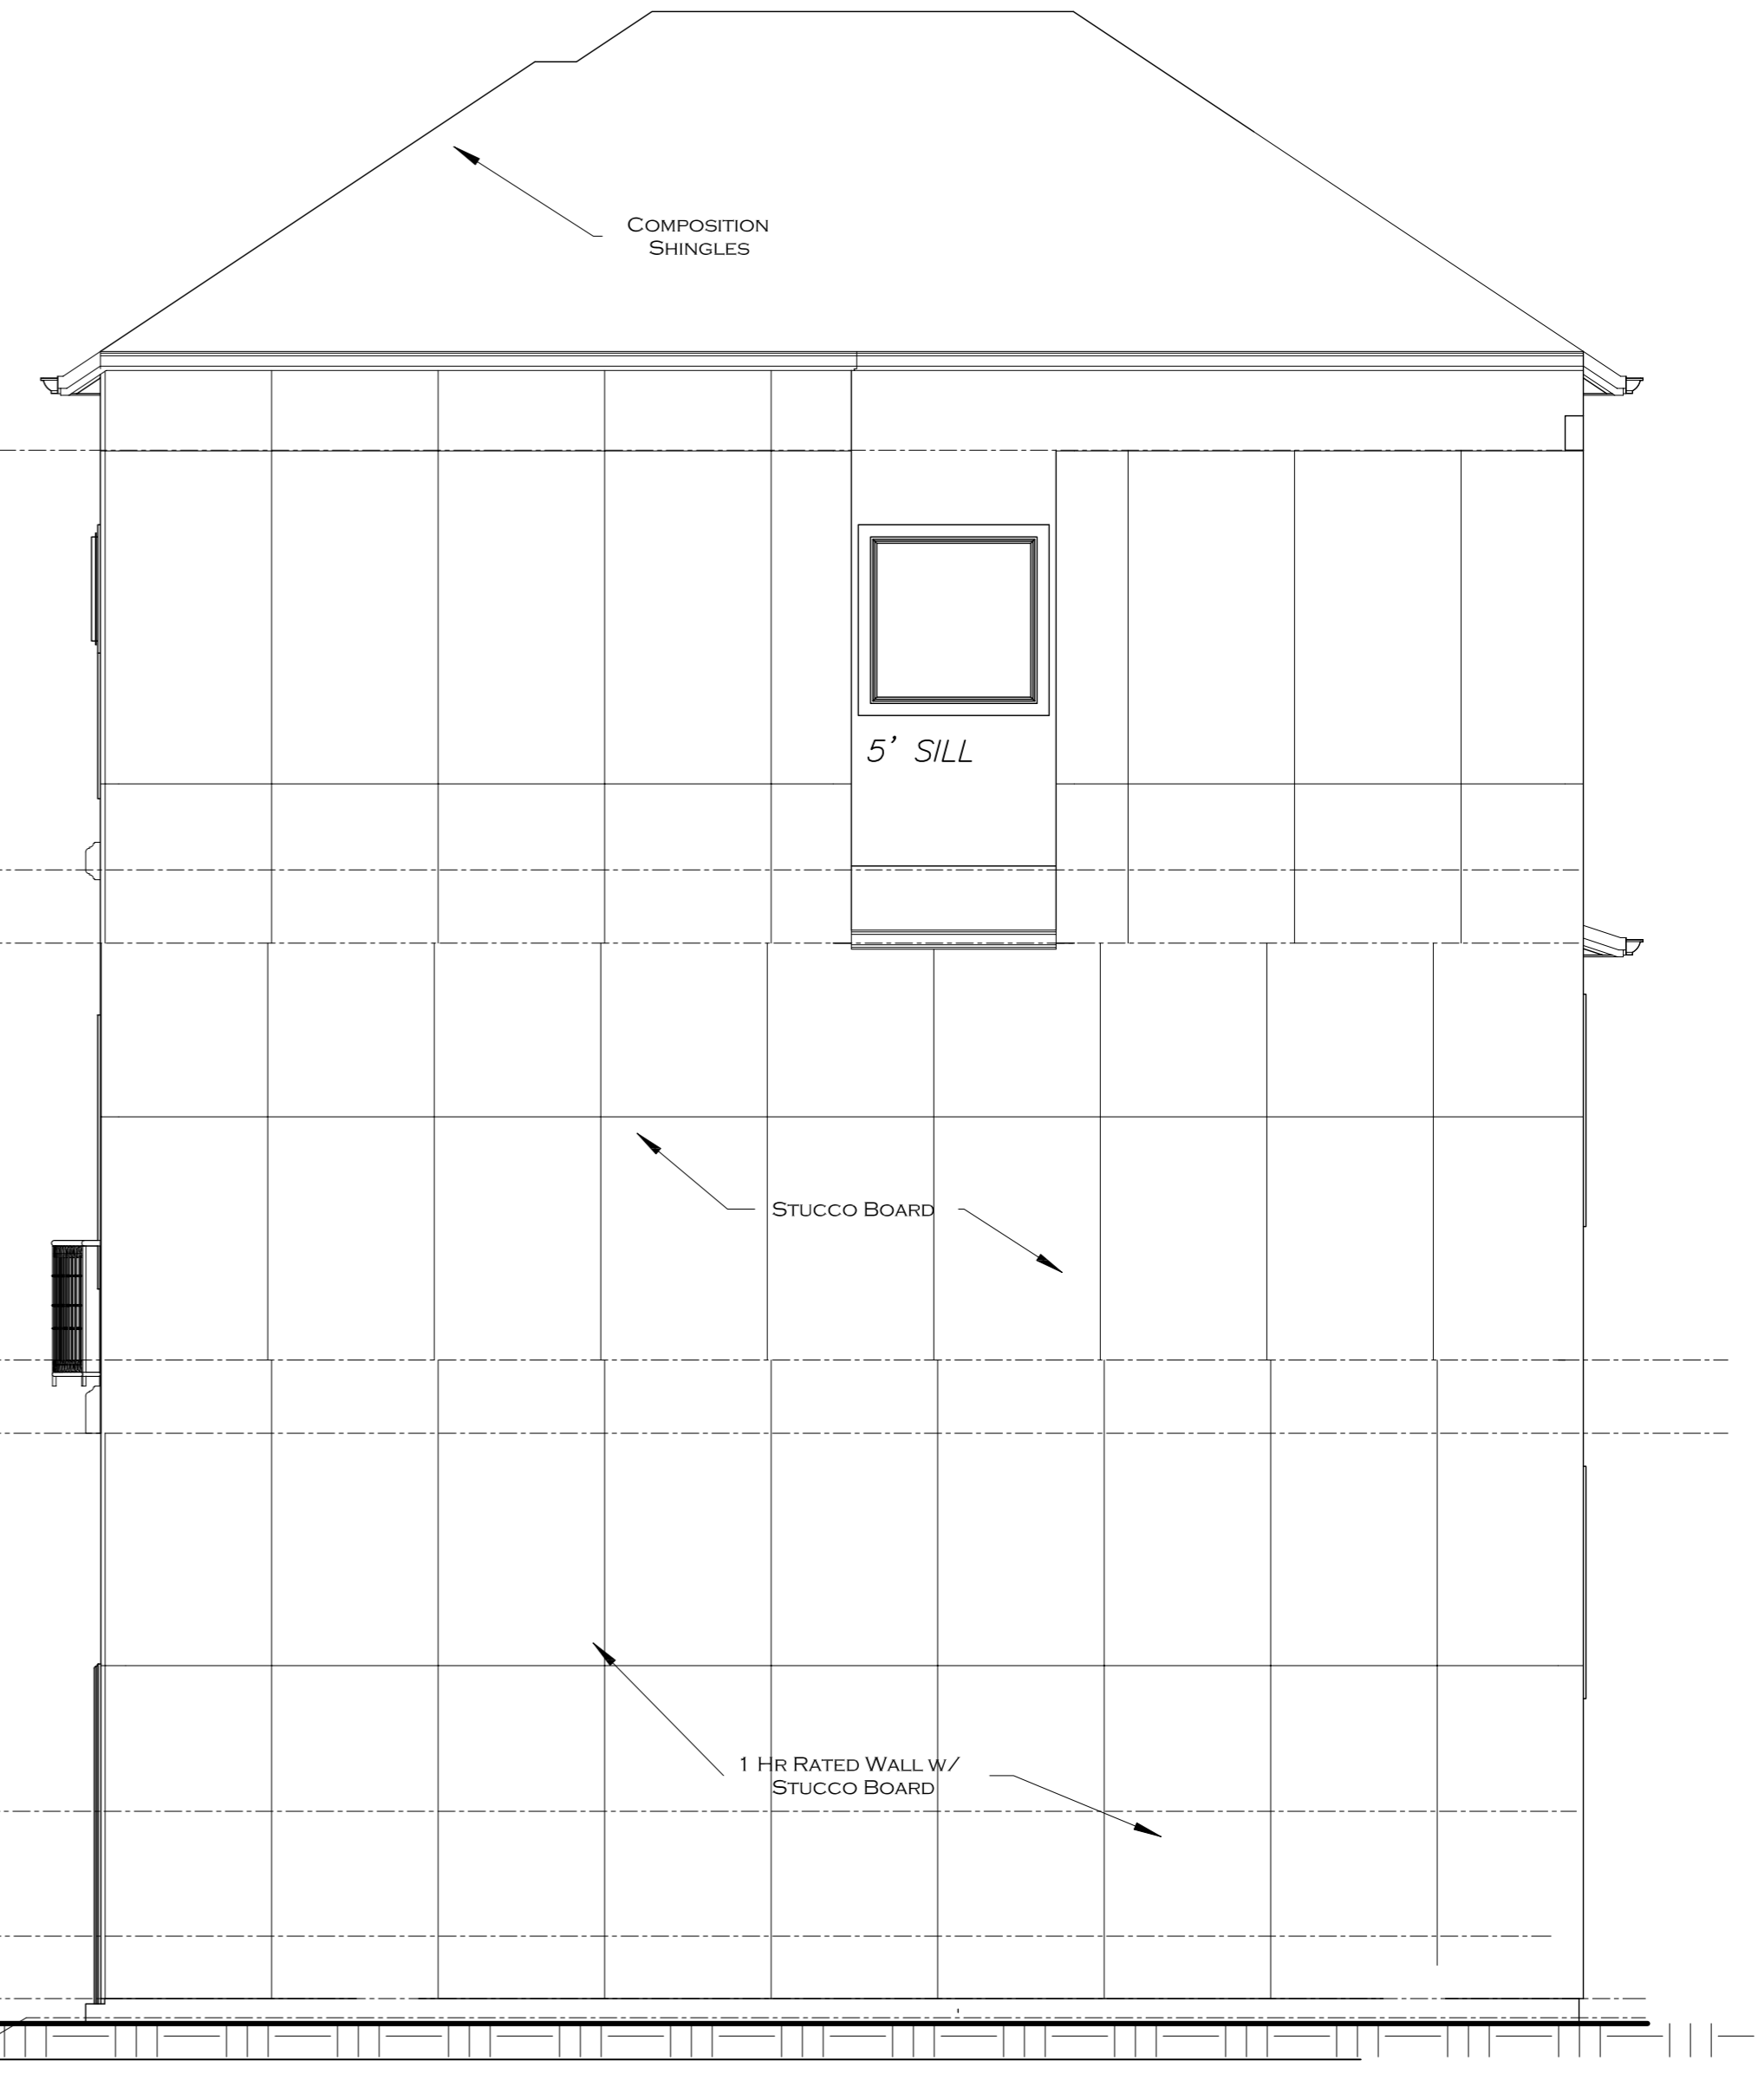 COMPOSITION
SHINGLES
5' SILL
STUCCO BOARD
1 HR RATED WALL W/
STUCCO BOARD